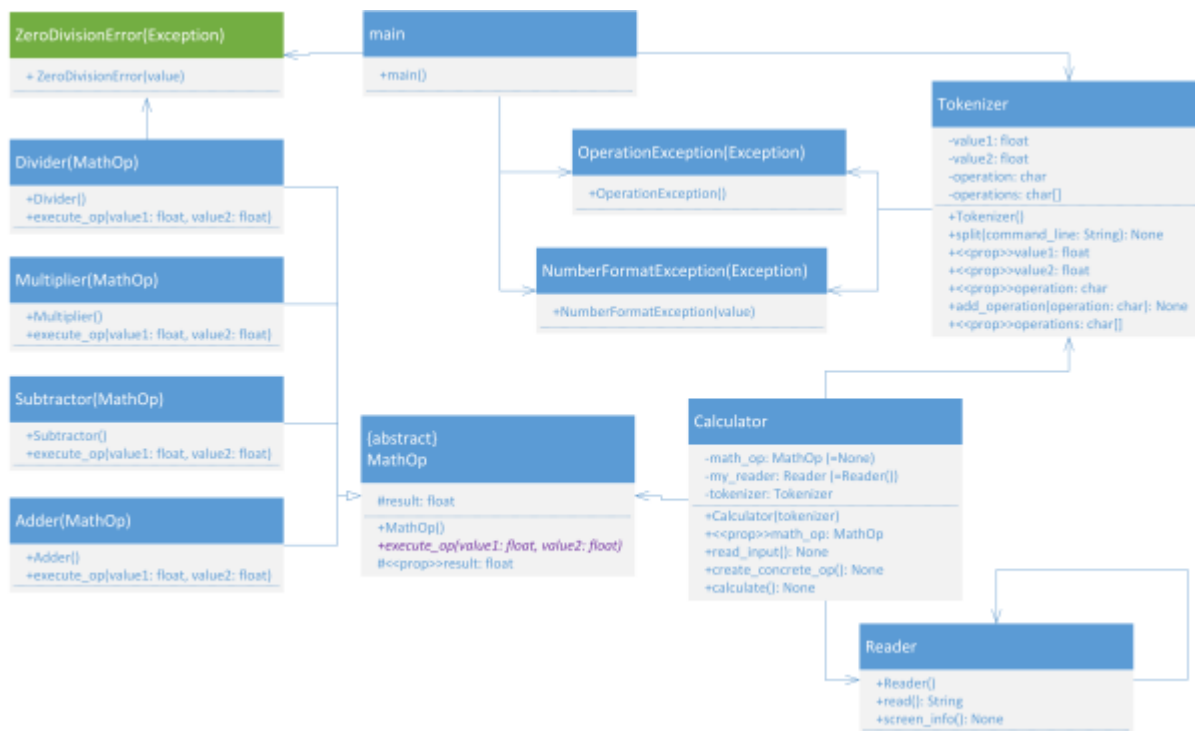 ZeroDivisionError(Exception)
+ ZeroDivisionError(value)
main
+main()
Tokenizer
-value1: float
-value2: float
-operation: char
-operations: char[]
+Tokenizer()
+split(command_line: String): None
+<<prop>>value1: float
+<<prop>>value2: float
+<<prop>>operation: char
+add_operation(operation: char): None
+<<prop>>operations: char[]
OperationException(Exception)
+OperationException()
NumberFormatException(Exception)
+NumberFormatException(value)
Divider(MathOp)
+Divider()
+execute_op(value1: float, value2: float)
Multiplier(MathOp)
+Multiplier()
+execute_op(value1: float, value2: float)
Subtractor(MathOp)
+Subtractor()
+execute_op(value1: float, value2: float)
Adder(MathOp)
+Adder()
+execute_op(value1: float, value2: float)
{abstract}
MathOp
#result: float
+MathOp()
+execute_op(value1: float, value2: float)
#<<prop>>result: float
Calculator
-math_op: MathOp (=None)
-my_reader: Reader (=Reader())
-tokenizer: Tokenizer
+Calculator(tokenizer)
+<<prop>>math_op: MathOp
+read_input(): None
+create_concrete_op(): None
+calculate(): None
Reader
+Reader()
+read(): String
+screen_info(): None